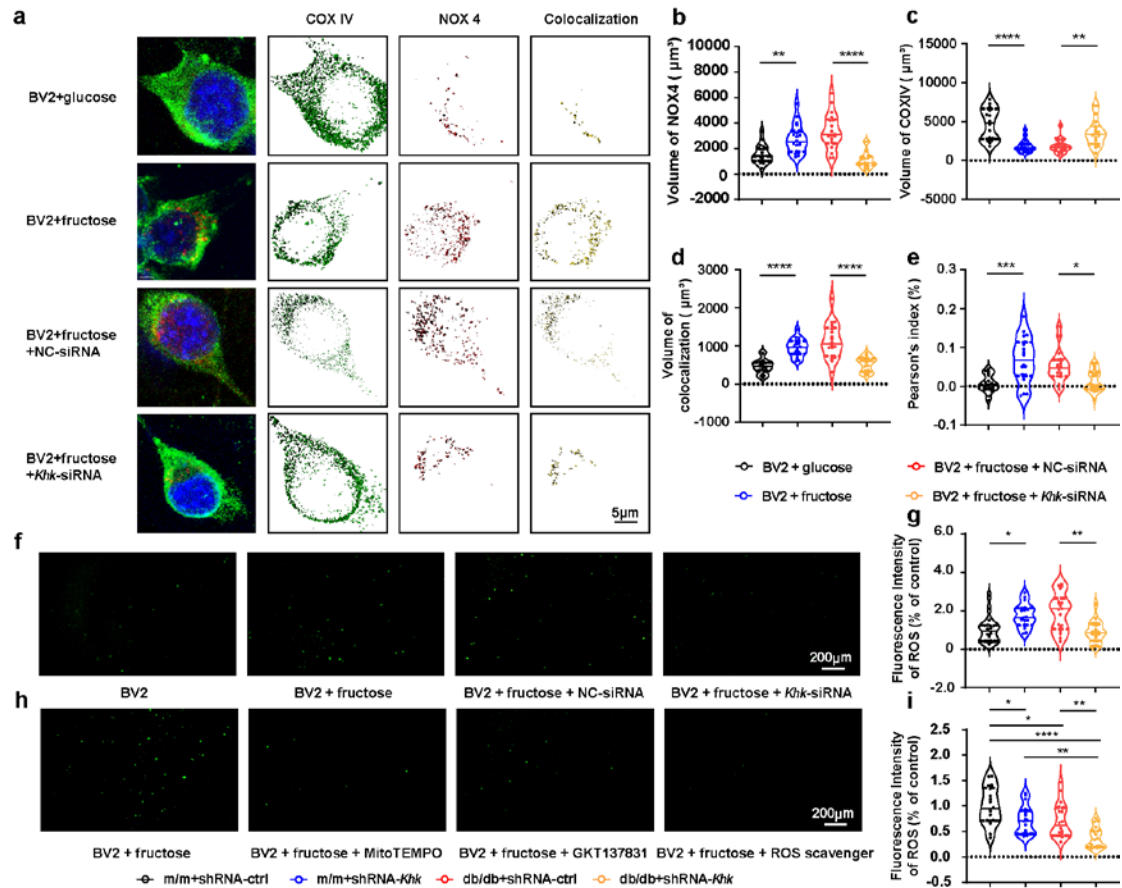 a
COX IV
NOX 4
Colocalization
BV2+glucose
BV2+fructose
BV2+fructose
+NC-siRNA
BV2+fructose
+Khk-siRNA
5μm
b
Volume of NOX4 ( μm³)
10000
8000
6000
4000
2000
0
2000
**
****
c
Volume of COXIV ( μm³)
15000
10000
5000
0
-5000
****
**
d
Volume of
colocalization ( μm³)
3000
2000
1000
0
-1000
****
****
e
Pearson's index (%)
0.3
0.2
0.1
0.0
0.1
***
*
BV2 + glucose
BV2 + fructose
BV2 + fructose + NC-siRNA
BV2 + fructose + Khk-siRNA
f
200μm
BV2
BV2 + fructose
BV2 + fructose + NC-siRNA
BV2 + fructose + Khk-siRNA
g
Fluorescence Intensity
of ROS (% of control)
6.0
4.0
2.0
0
-2.0
*
**
h
200μm
BV2 + fructose
BV2 + fructose + MitoTEMPO
BV2 + fructose + GKT137831
BV2 + fructose + ROS scavenger
i
Fluorescence Intensity
of ROS (% of control)
2.5
2.0
1.5
1.0
0.5
0.0
-0.5
*
**
*
****
**
m/m+shRNA-ctrl
m/m+shRNA-Khk
db/db+shRNA-ctrl
db/db+shRNA-Khk